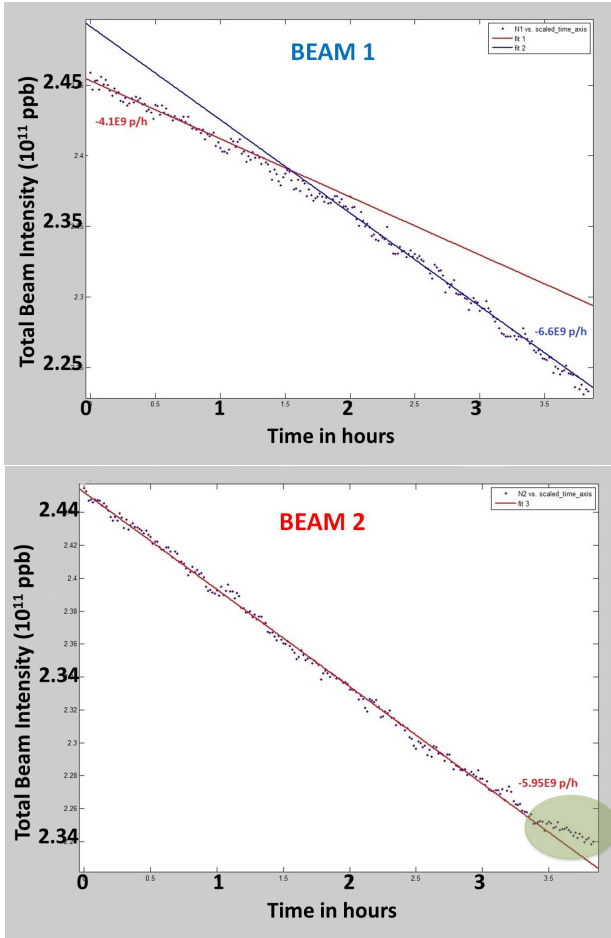 N1 vs. scaled_time_axis
fit 1
fit 2
BEAM 1
Total Beam Intensity (10¹¹ ppb)
2.45
2.4
2.35
2.3
2.25
-4.1E9 p/h
-6.6E9 p/h
0 0.5 1 1.5 2 2.5 3 3.5
Time in hours
N2 vs. scaled_time_axis
fit 3
BEAM 2
Total Beam Intensity (10¹¹ ppb)
2.44
2.42
2.4
2.38
2.36
2.34
2.32
2.3
2.28
2.26
2.34
2.24
-5.95E9 p/h
0 0.5 1 1.5 2 2.5 3 3.5
Time in hours